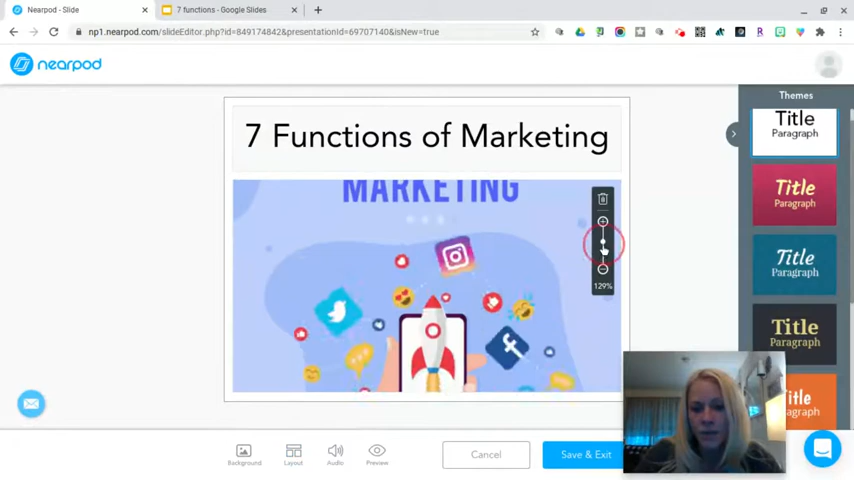 Nearpod - Slide
7 functions - Google Slides
np1.nearpod.com/slideEditor.php?id=849174842&presentationId=69707140&isNew=true
nearpod
Themes
7 Functions of Marketing
MARKETING
129%
Title
Paragraph
Title
Paragraph
Title
Paragraph
Title
Paragraph
Title
Paragraph
Background
Layout
Audio
Preview
Cancel
Save & Exit